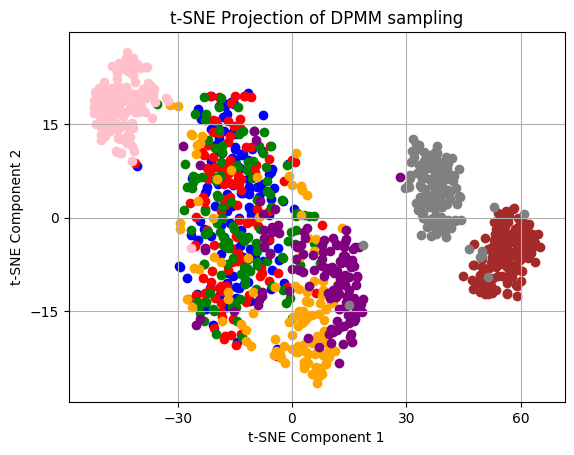 t-SNE Projection of DPMM sampling
t-SNE Component 2
15
0
−15
−30
0
30
60
t-SNE Component 1